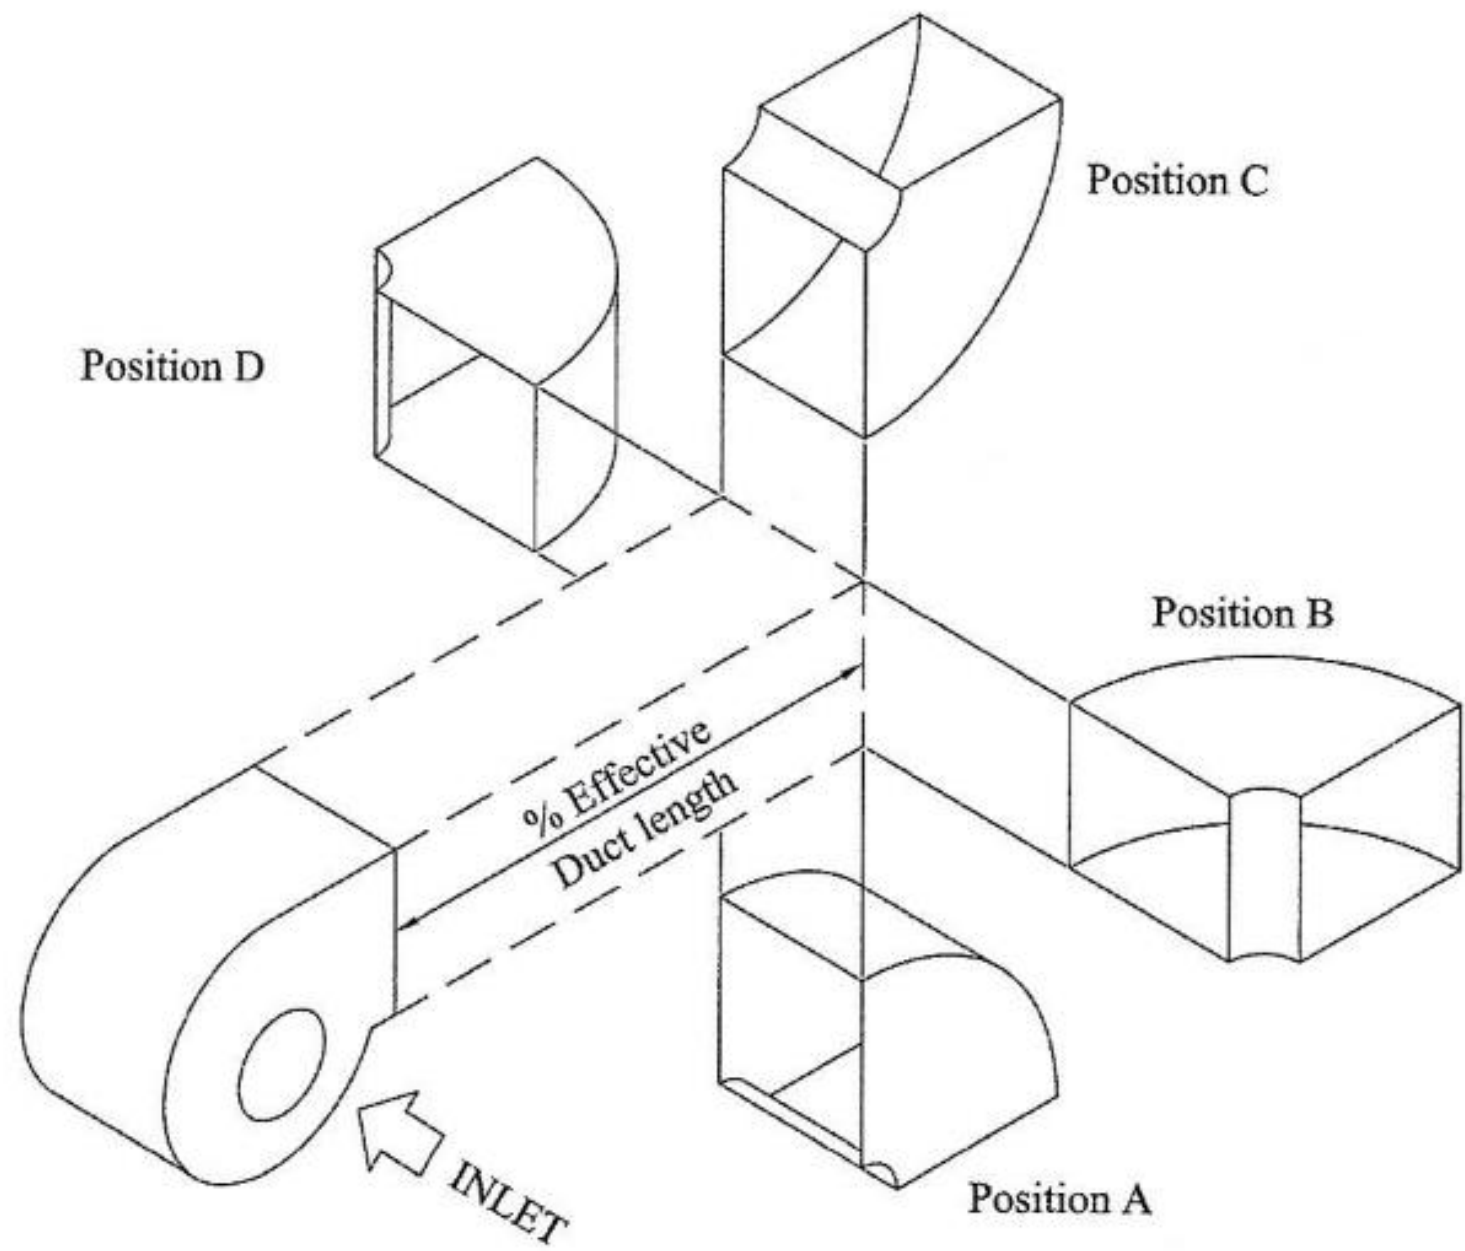 Position C
Position D
Position B
% Effective
Duct length
INLET
Position A